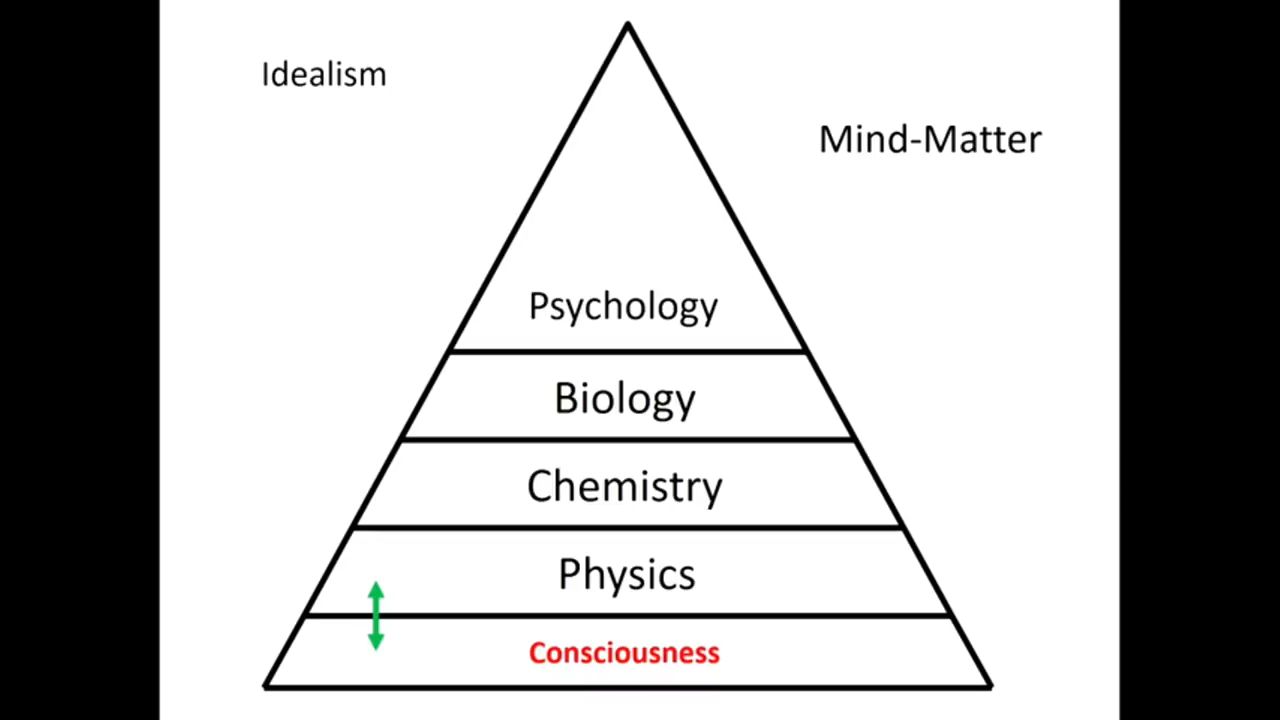 Idealism
Mind-Matter
Psychology
Biology
Chemistry
Physics
Consciousness